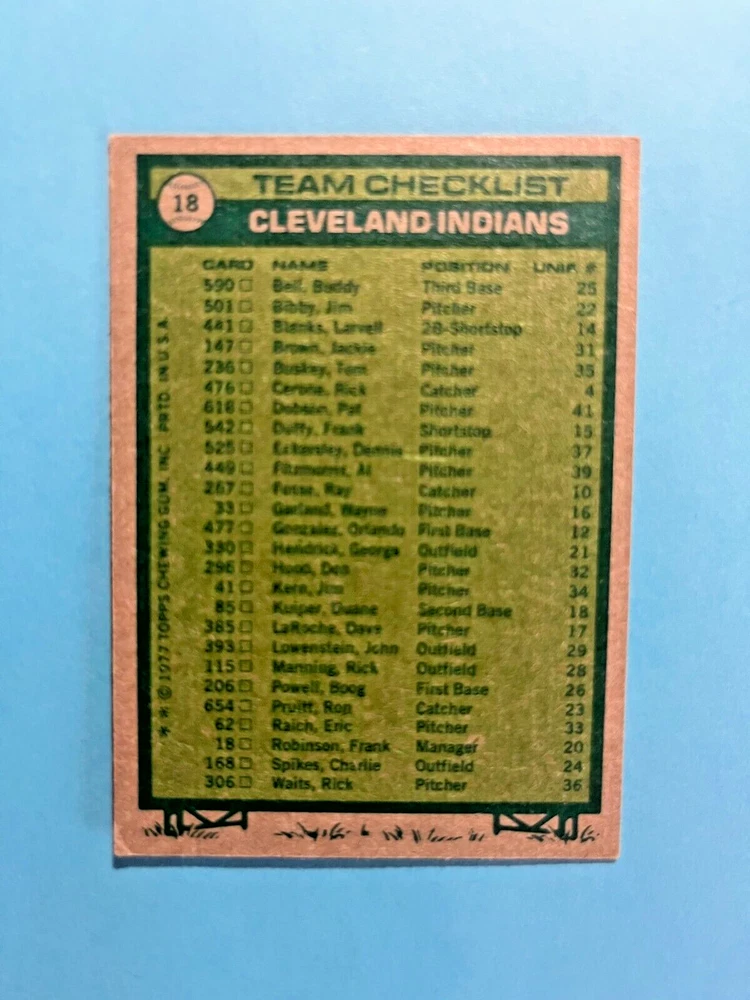 18
TEAM CHECKLIST
CLEVELAND INDIANS
CARD NAME POSITION UNIF. #
590 Bell, Buddy Third Base 25
501 Bibby, Jim Pitcher 22
441 Blanks, Larvell 2B-Shortstop 14
147 Brown, Jackie Pitcher 31
236 Buskey, Tom Pitcher 35
476 Cerone, Rick Catcher 4
618 Dobson, Pat Pitcher 41
542 Duffy, Frank Shortstop 15
525 Eckersley, Dennis Pitcher 37
449 Fitzmorris, Al Pitcher 39
267 Fosse, Ray Catcher 10
33 Garland, Wayne Pitcher 16
477 Gonzalez, Orlando First Base 12
330 Hendrick, George Outfield 21
296 Hood, Don Pitcher 32
41 Kern, Jim Pitcher 34
85 Kuiper, Duane Second Base 18
385 LaRoche, Dave Pitcher 17
393 Lowenstein, John Outfield 29
115 Manning, Rick Outfield 28
206 Powell, Boog First Base 26
654 Pruitt, Ron Catcher 23
62 Raich, Eric Pitcher 33
18 Robinson, Frank Manager 20
168 Spikes, Charlie Outfield 24
306 Waits, Rick Pitcher 36
* * © 1977 TOPPS CHEWING GUM, INC. PRTD. IN U.S.A.